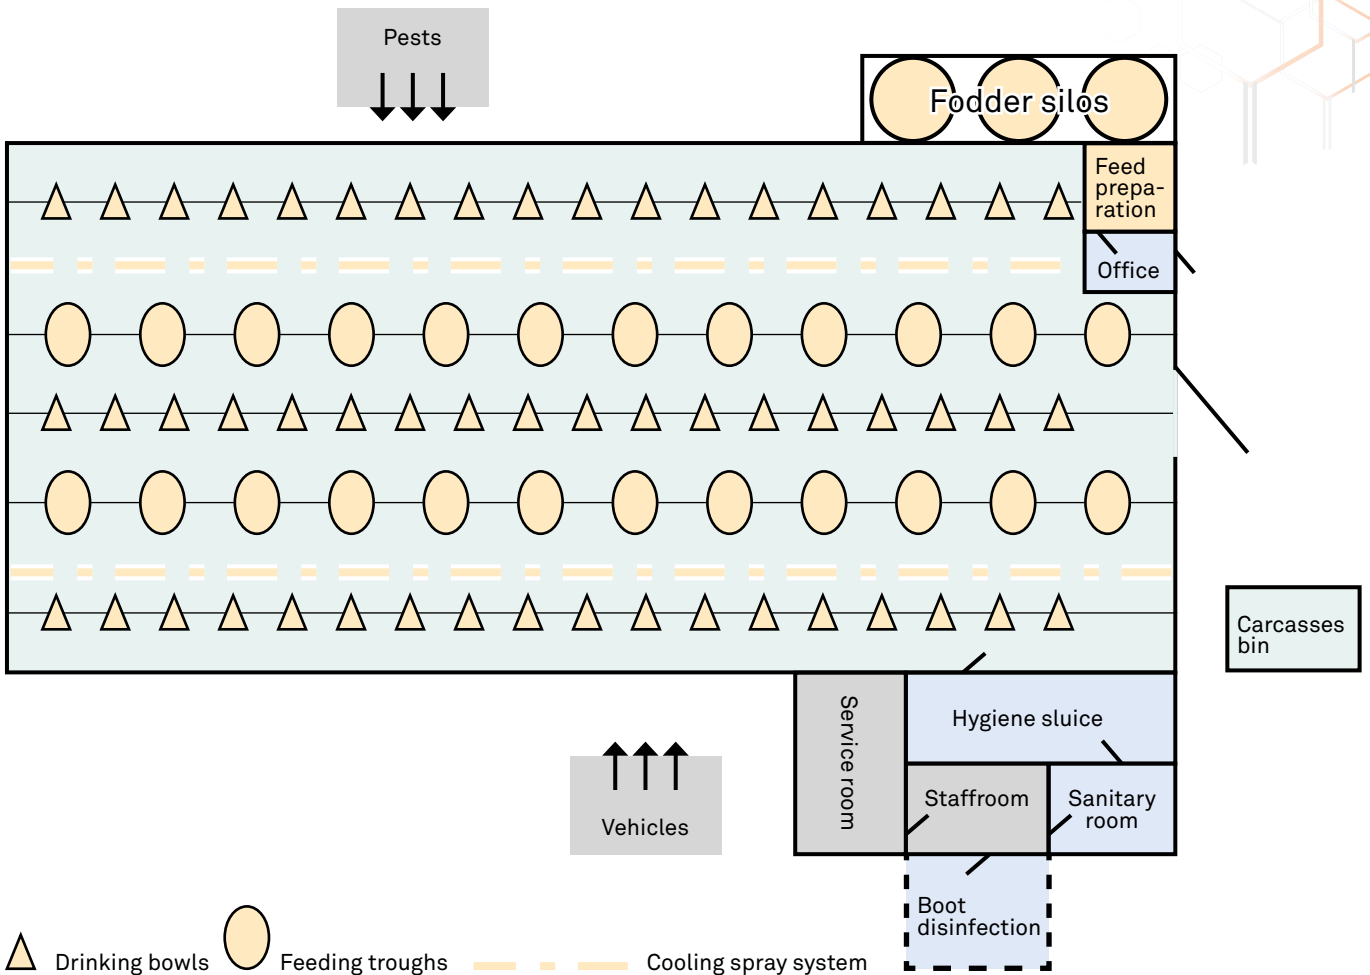 Pests
Fodder silos
Feed
prepa-
ration
Office
Carcasses
bin
Service room
Hygiene sluice
Staffroom
Sanitary
room
Vehicles
Boot
disinfection
Drinking bowls
Feeding troughs
Cooling spray system